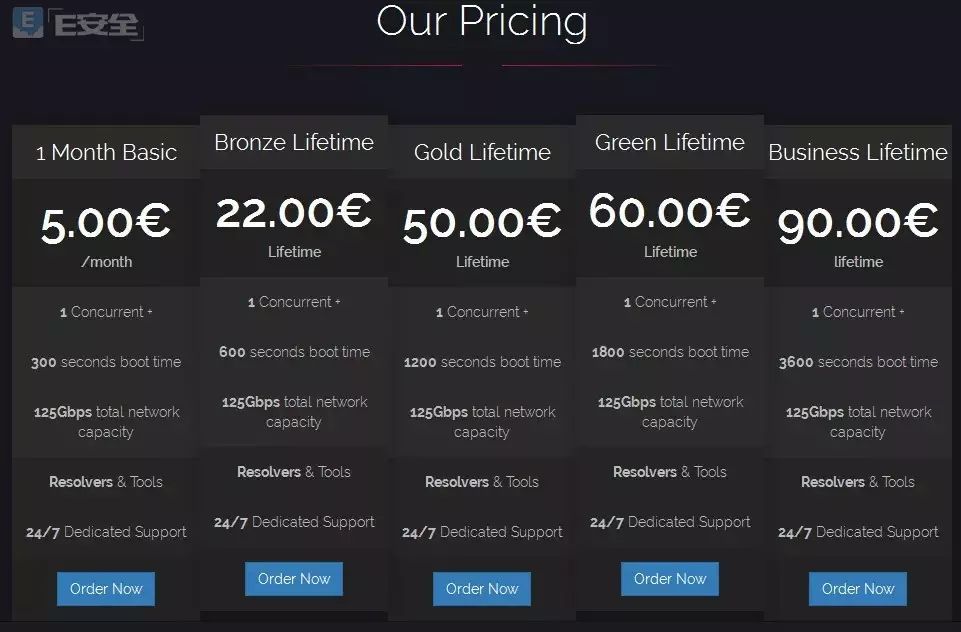 E安全
Our Pricing
1 Month Basic
5.00€
/month
1 Concurrent +
300 seconds boot time
125Gbps total network
capacity
Resolvers & Tools
24/7 Dedicated Support
Order Now
Bronze Lifetime
22.00€
Lifetime
1 Concurrent +
600 seconds boot time
125Gbps total network
capacity
Resolvers & Tools
24/7 Dedicated Support
Order Now
Gold Lifetime
50.00€
Lifetime
1 Concurrent +
1200 seconds boot time
125Gbps total network
capacity
Resolvers & Tools
24/7 Dedicated Support
Order Now
Green Lifetime
60.00€
Lifetime
1 Concurrent +
1800 seconds boot time
125Gbps total network
capacity
Resolvers & Tools
24/7 Dedicated Support
Order Now
Business Lifetime
90.00€
lifetime
1 Concurrent +
3600 seconds boot time
125Gbps total network
capacity
Resolvers & Tools
24/7 Dedicated Support
Order Now